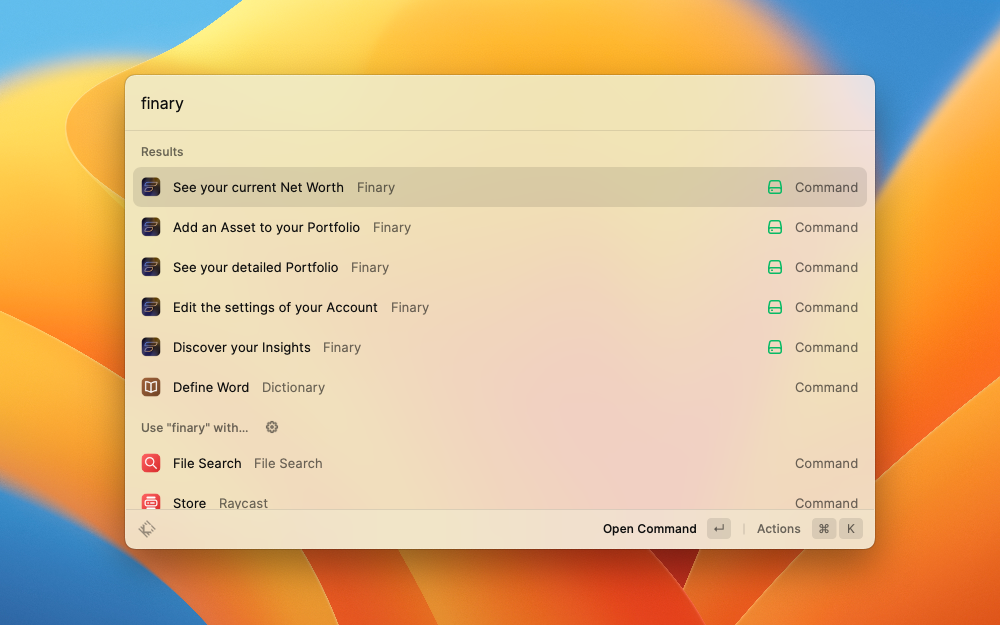 finary
Results
See your current Net Worth Finary Command
Add an Asset to your Portfolio Finary Command
See your detailed Portfolio Finary Command
Edit the settings of your Account Finary Command
Discover your Insights Finary Command
Define Word Dictionary Command
Use "finary" with...
File Search File Search Command
Store Raycast Command
Open Command ↵ Actions ⌘ K